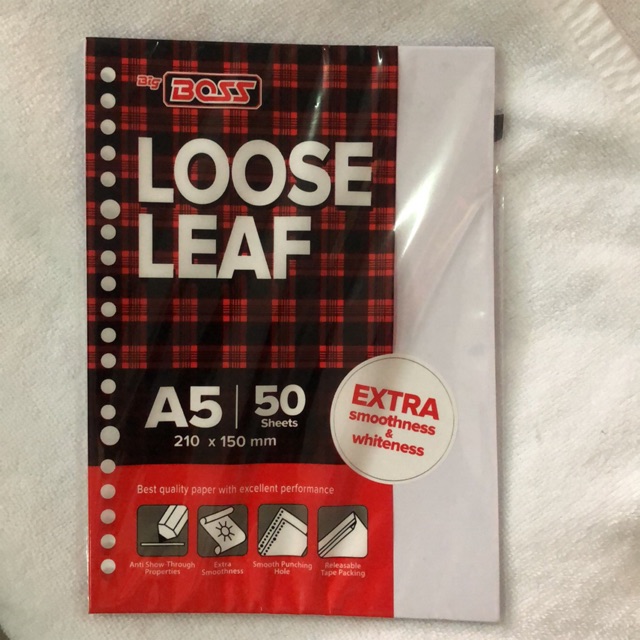 Big BOSS
LOOSE
LEAF
A5 | 50
Sheets
210 x 150 mm
EXTRA
smoothness
&
whiteness
Best quality paper with excellent performance
Anti Show-Through
Properties
Extra
Smoothness
Smooth Punching
Hole
Releasable
Tape Packing